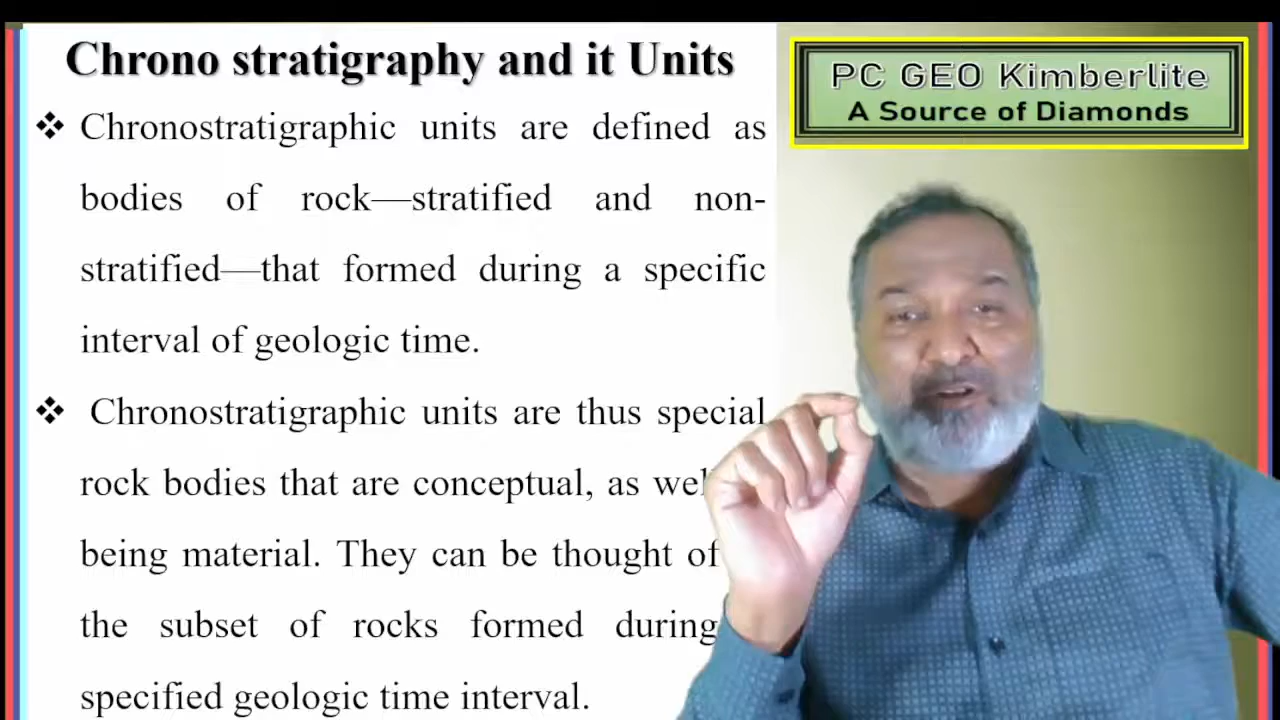 Chrono stratigraphy and it Units
❖ Chronostratigraphic units are defined as
bodies of rock—stratified and non-
stratified—that formed during a specific
interval of geologic time.
❖ Chronostratigraphic units are thus special
rock bodies that are conceptual, as
being material. They can be thought of
the subset of rocks formed during
specified geologic time interval.
PC GEO Kimberlite
A Source of Diamonds